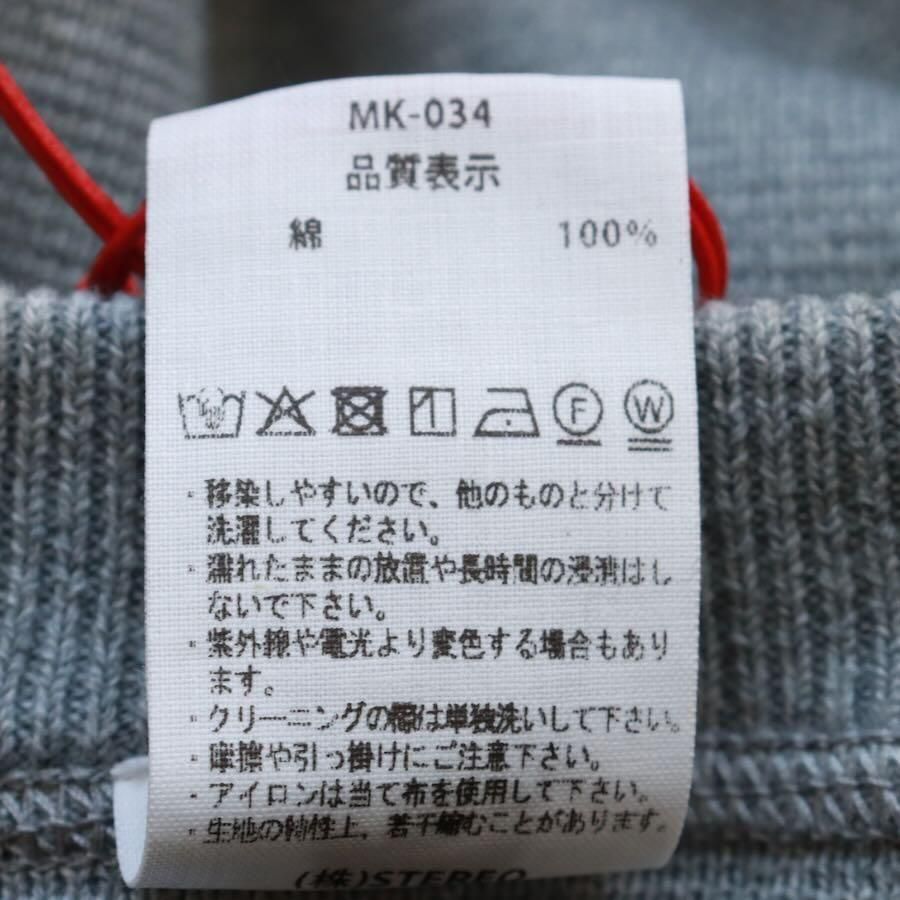 MK-034
品質表示
綿 100%
F W
・移染しやすいので、他のものと分けて
洗濯してください。
・濡れたままの放置や長時間の浸漬はし
ないで下さい。
・紫外線や電光より変色する場合もあり
ます。
・クリーニングの際は単独洗いして下さい。
・摩擦や引っ掛けにご注意下さい。
・アイロンは当て布を使用して下さい。
・生地の特性上、若干縮むことがあります。
(株)STEREO